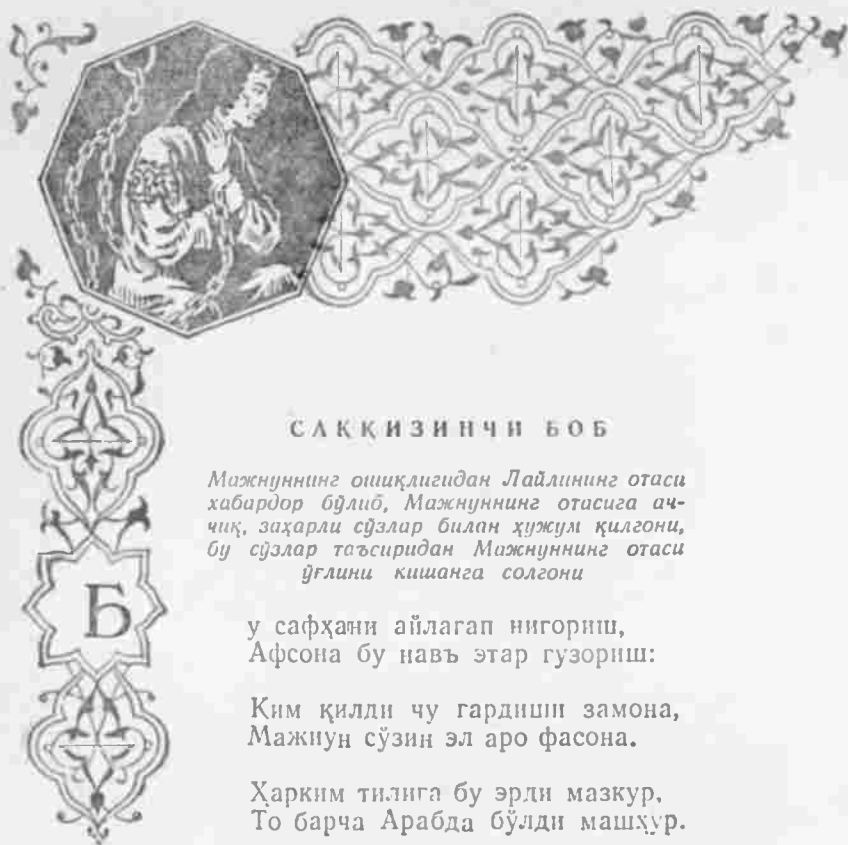 САҚҚИЗИНЧИ БОБ
Мажнуннинг ошиқлигидан Лайлининг отаси
хабардор бўлиб, Мажнуннинг отасига ач-
чиқ, заҳарли сўзлар билан ҳужум қилгони,
бу сўзлар таъсиридан Мажнуннинг отаси
ўғлини кишанга солгони
Бу сафҳани айлаган нигориш,
Афсона бу навъ этар гузориш:
Ким қилди чу гардиши замона,
Мажнун сўзин эл аро фасона.
Ҳарким тилига бу эрди мазкур,
То барча Арабда бўлди машҳур.